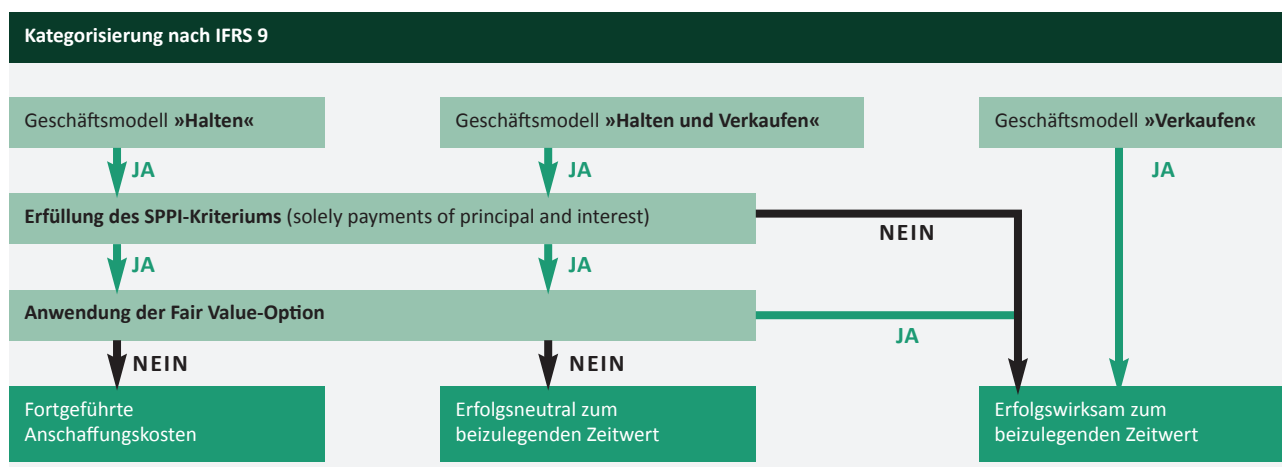 Kategorisierung nach IFRS 9
Geschäftsmodell »Halten«
Geschäftsmodell »Halten und Verkaufen«
Geschäftsmodell »Verkaufen«
JA
JA
JA
Erfüllung des SPPI-Kriteriums (solely payments of principal and interest)
NEIN
JA
JA
Anwendung der Fair Value-Option
JA
NEIN
NEIN
Fortgeführte
Anschaffungskosten
Erfolgsneutral zum
beizulegenden Zeitwert
Erfolgswirksam zum
beizulegenden Zeitwert